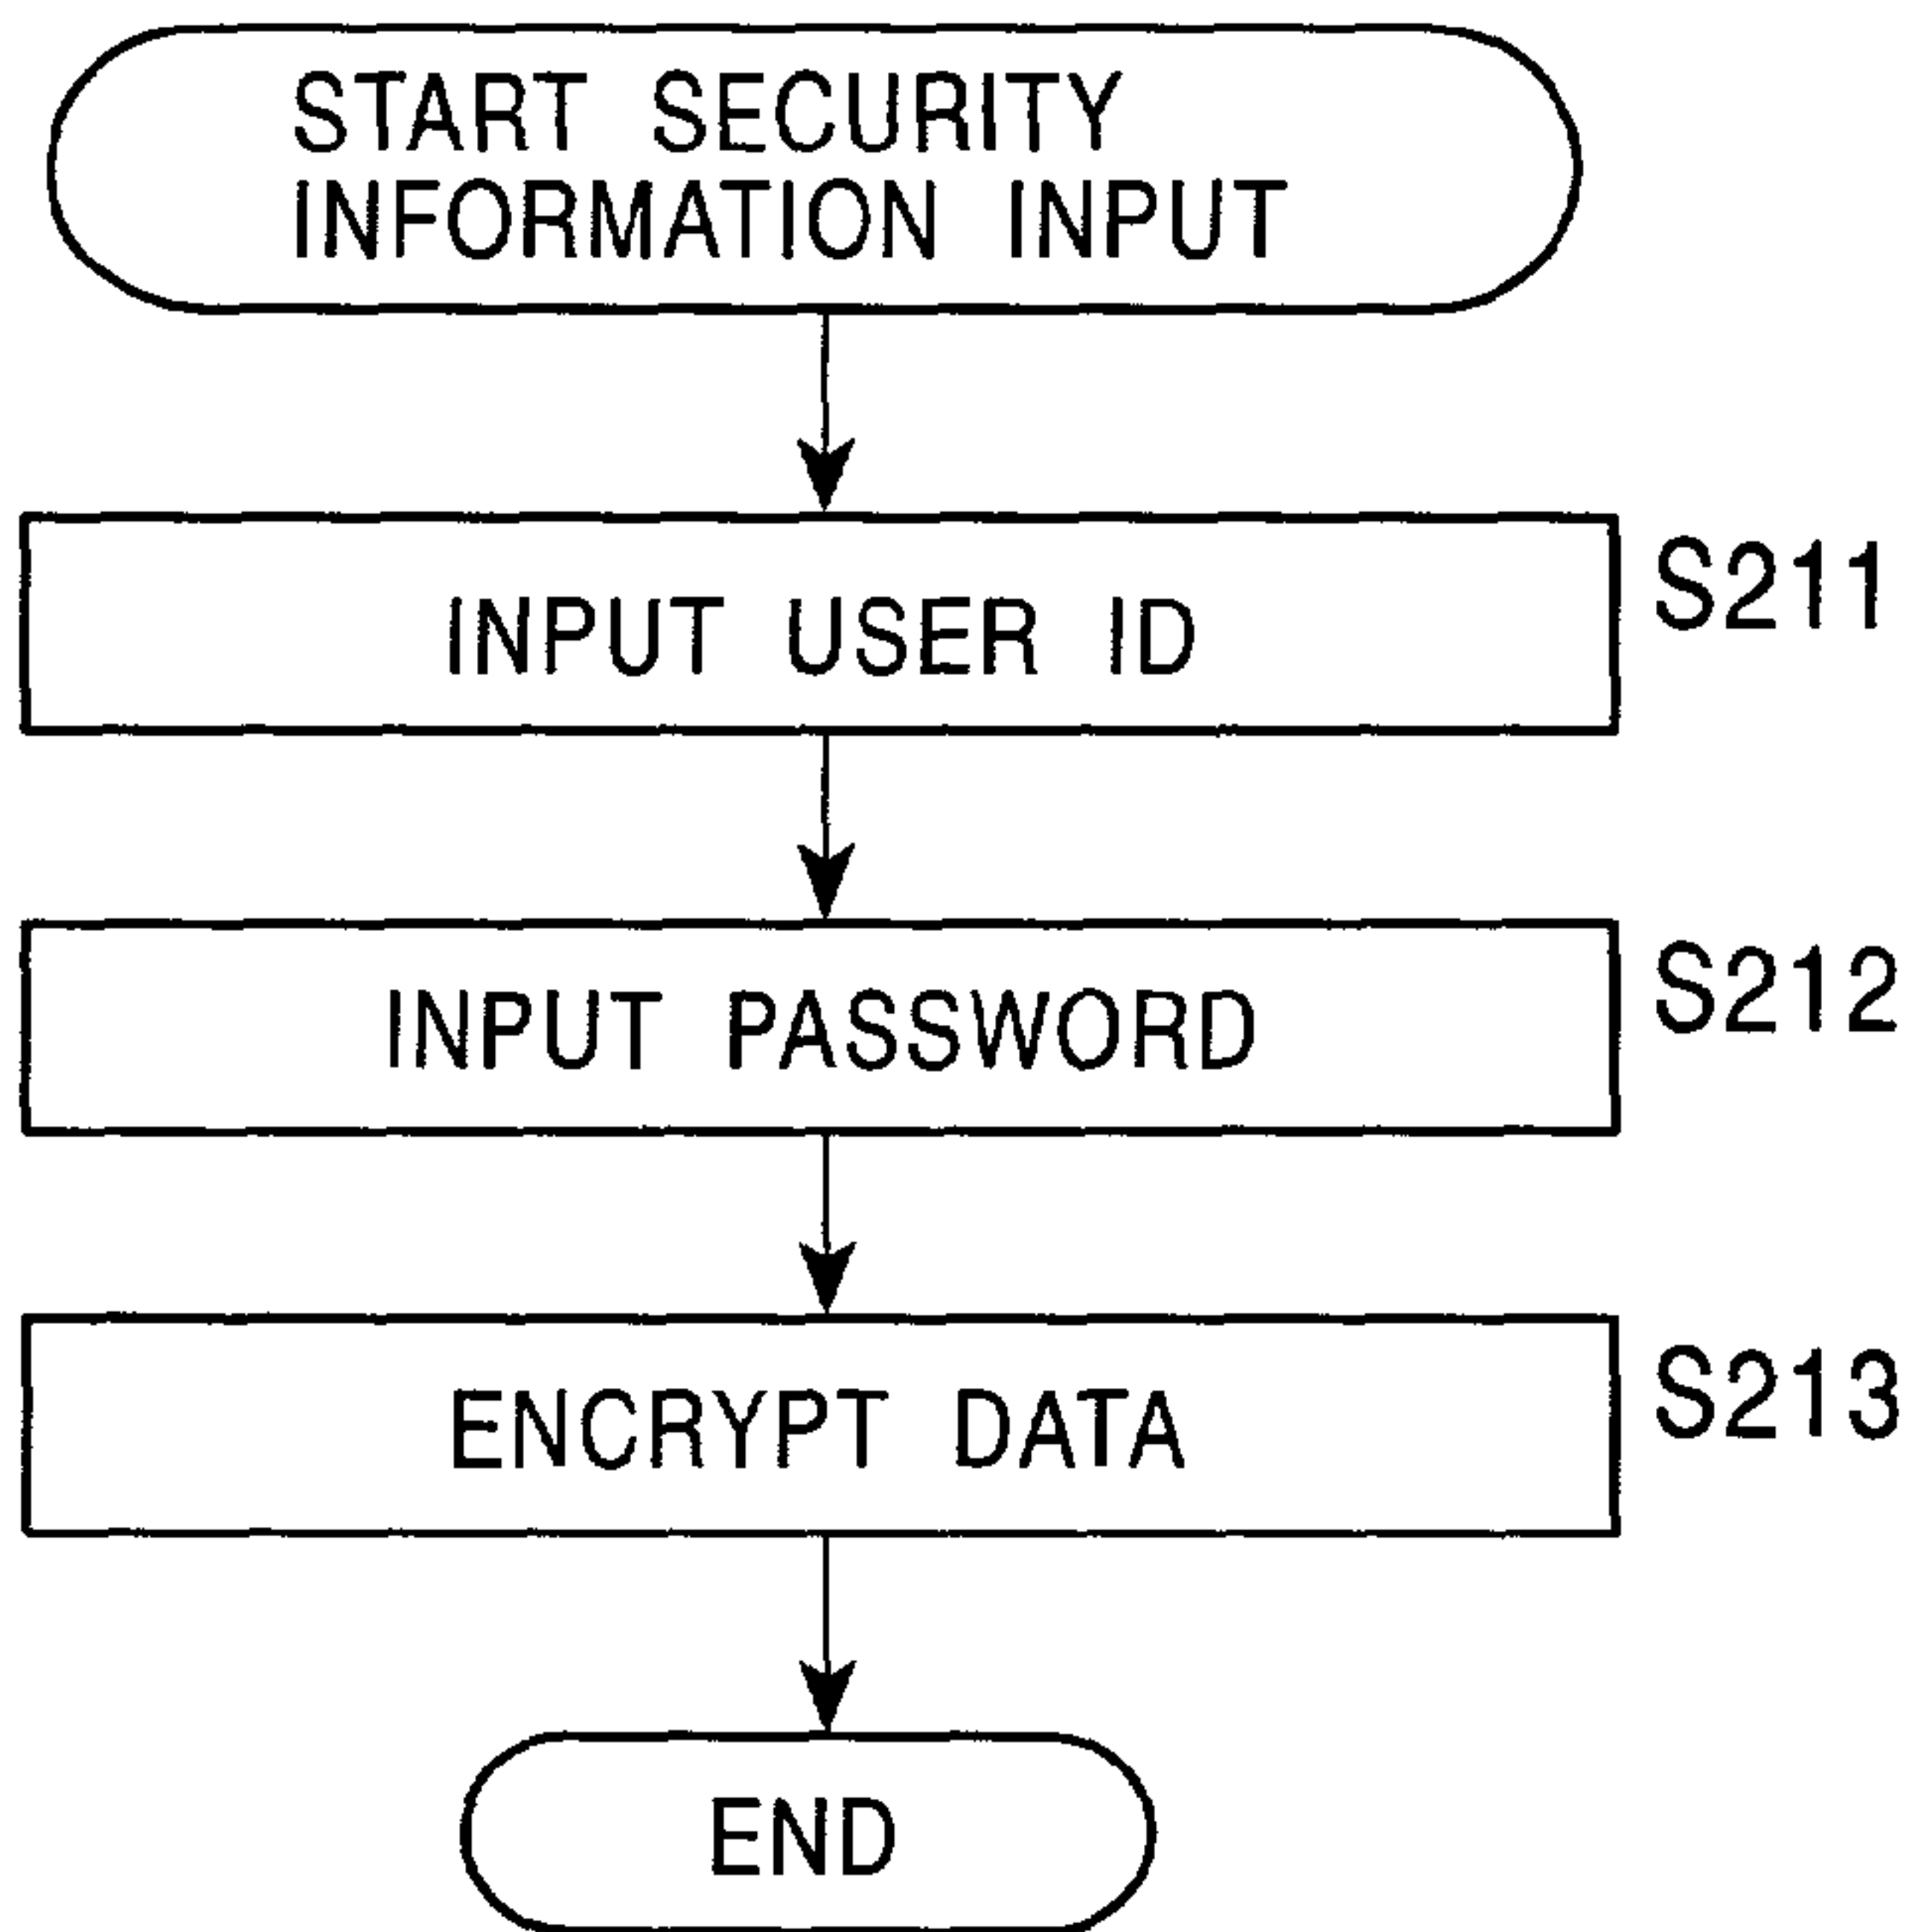 START SECURITY
INFORMATION INPUT
INPUT USER ID
S211
INPUT PASSWORD
S212
ENCRYPT DATA
S213
END